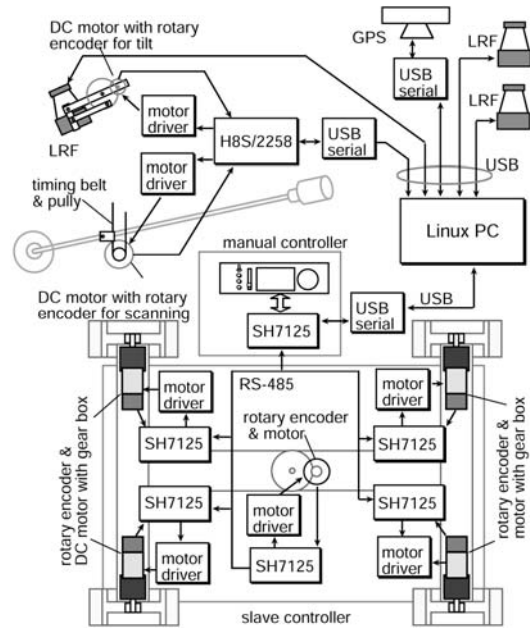 DC motor with rotary
encoder for tilt
GPS
LRF
USB
serial
LRF
motor
driver
LRF
H8S/2258
USB
serial
motor
driver
USB
timing belt
& pully
Linux PC
manual controller
DC motor with rotary
encoder for scanning
SH7125
USB
serial
USB
RS-485
motor
driver
motor
driver
rotary encoder
& motor
SH7125
SH7125
rotary encoder &
DC motor with gear box
rotary encoder &
motor with gear box
SH7125
SH7125
motor
driver
motor
driver
motor
driver
SH7125
slave controller